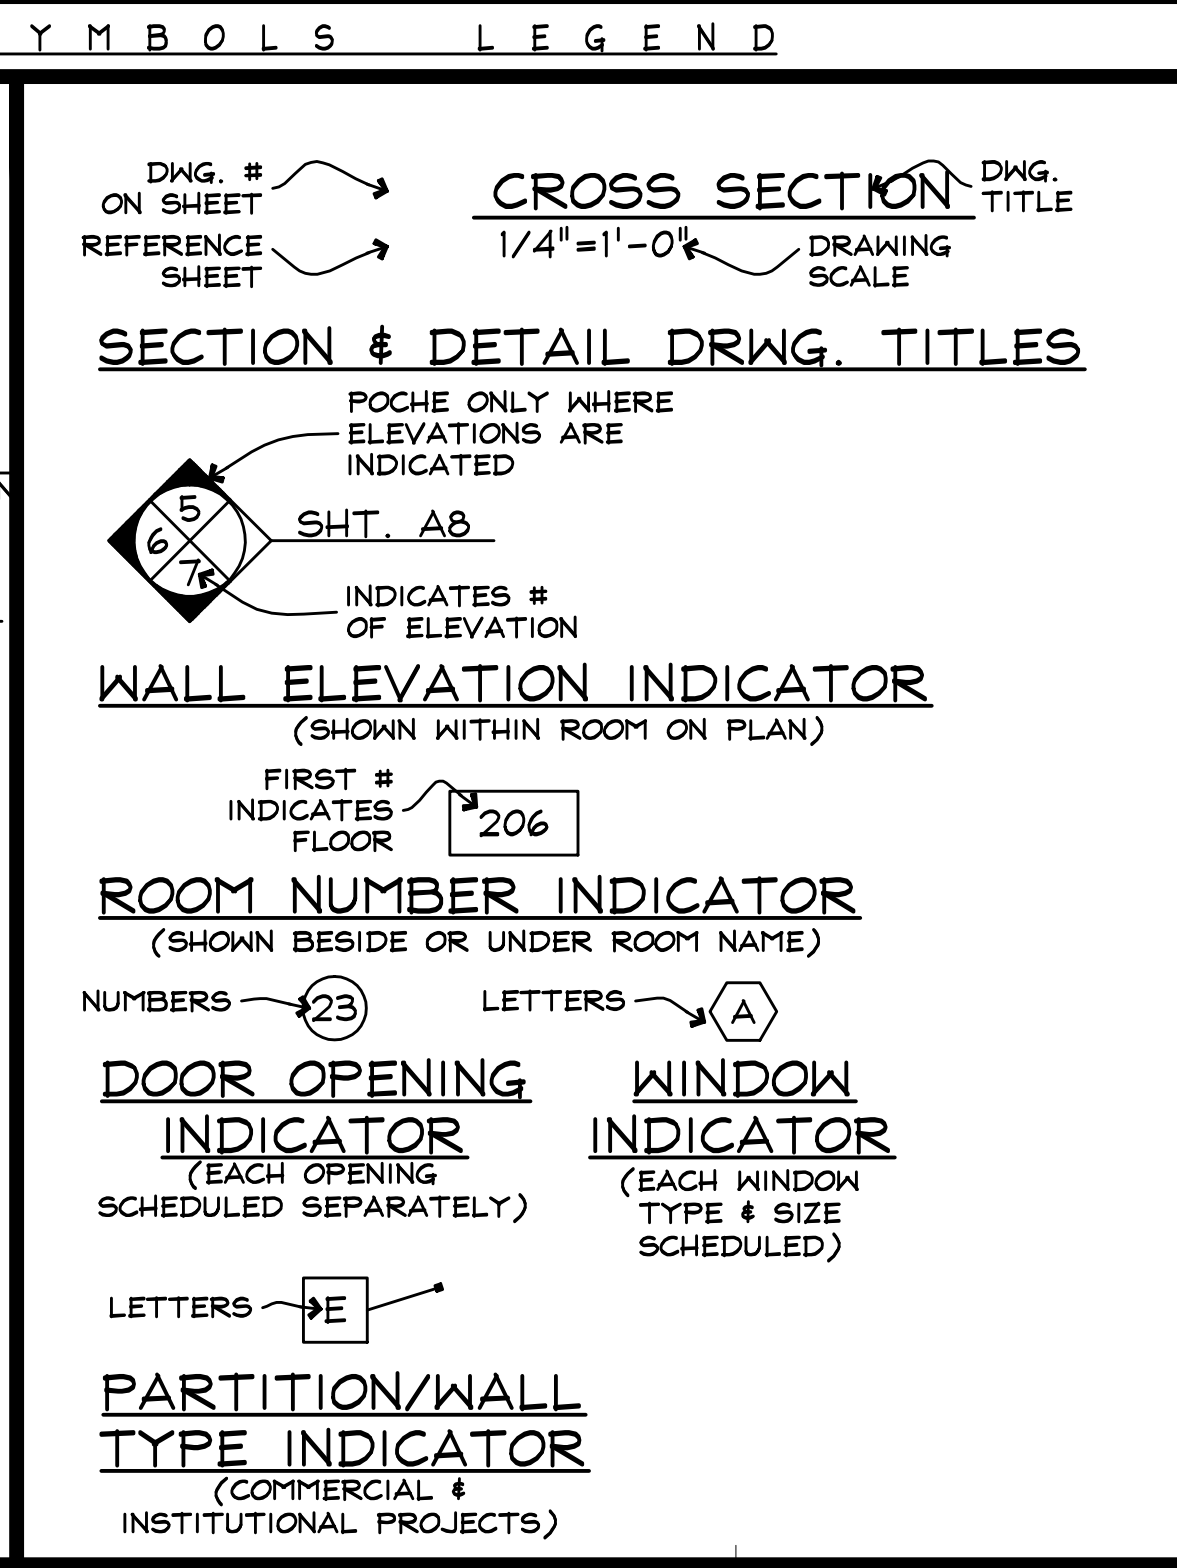 YMBOLS LEGEND
DWG. #
ON SHEET
CROSS SECTION
DWG.
TITLE
REFERENCE
SHEET
1/4"=1'-0"
DRAWING
SCALE
SECTION & DETAIL DRWG. TITLES
POCHE ONLY WHERE
ELEVATIONS ARE
INDICATED
5
6
7
SHT. A8
INDICATES #
OF ELEVATION
WALL ELEVATION INDICATOR
(SHOWN WITHIN ROOM ON PLAN)
FIRST #
INDICATES
FLOOR
206
ROOM NUMBER INDICATOR
(SHOWN BESIDE OR UNDER ROOM NAME)
NUMBERS
23
LETTERS
A
DOOR OPENING
INDICATOR
(EACH OPENING
SCHEDULED SEPARATELY)
WINDOW
INDICATOR
(EACH WINDOW
TYPE & SIZE
SCHEDULED)
LETTERS
E
PARTITION/WALL
TYPE INDICATOR
(COMMERCIAL &
INSTITUTIONAL PROJECTS)